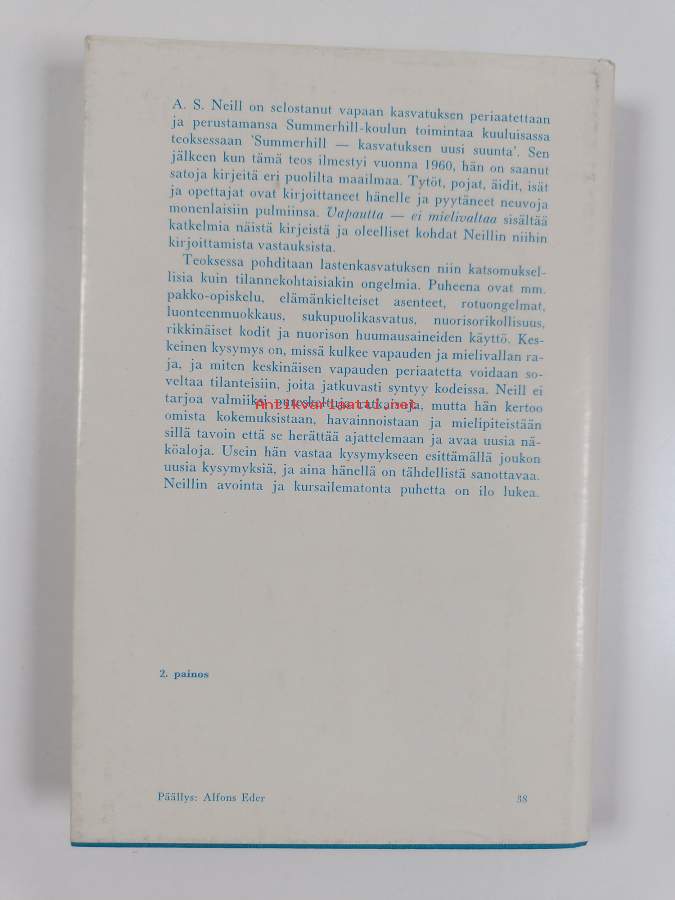 A. S. Neill on selostanut vapaan kasvatuksen periaatettaan
ja perustamansa Summerhill-koulun toimintaa kuuluisassa
teoksessaan 'Summerhill — kasvatuksen uusi suunta'. Sen
jälkeen kun tämä teos ilmestyi vuonna 1960, hän on saanut
satoja kirjeitä eri puolilta maailmaa. Tytöt, pojat, äidit, isät
ja opettajat ovat kirjoittaneet hänelle ja pyytäneet neuvoja
monenlaisiin pulmiinsa. Vapautta — ei mielivaltaa sisältää
katkelmia näistä kirjeistä ja oleelliset kohdat Neillin niihin
kirjoittamista vastauksista.
Teoksessa pohditaan lastenkasvatuksen niin katsomuksel-
lisia kuin tilannekohtaisiakin ongelmia. Puheena ovat mm.
pakko-opiskelu, elämänkielteiset asenteet, rotuongelmat,
luonteenmuokkaus, sukupuolikasvatus, nuorisorikollisuus,
rikkinäiset kodit ja nuorison huumausaineiden käyttö. Kes-
keinen kysymys on, missä kulkee vapauden ja mielivallan ra-
ja, ja miten keskinäisen vapauden periaatetta voidaan so-
veltaa tilanteisiin, joita jatkuvasti syntyy kodeissa. Neill ei
tarjoa valmiiksi pureskeltuja ratkaisuja, mutta hän kertoo
Antikvariaatti.net
omista kokemuksistaan, havainnoistaan ja mielipiteistään
sillä tavoin että se herättää ajattelemaan ja avaa uusia nä-
köaloja. Usein hän vastaa kysymykseen esittämällä joukon
uusia kysymyksiä, ja aina hänellä on tähdellistä sanottavaa.
Neillin avointa ja kursailematonta puhetta on ilo lukea.
2. painos
Päällys: Alfons Eder 38